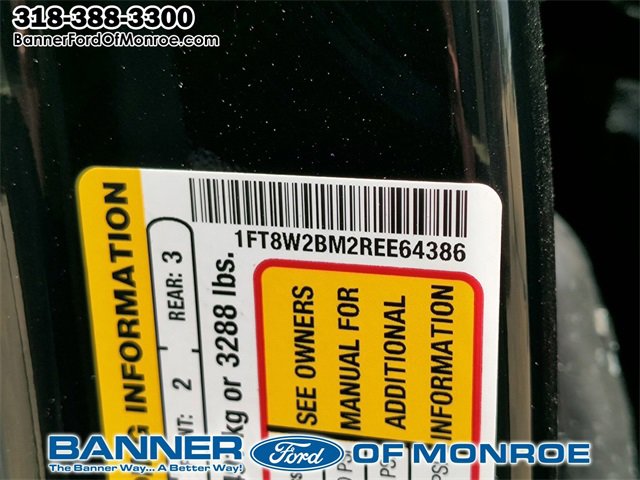 318-388-3300
BannerFordOfMonroe.com
1FT8W2BM2REE64386
INFORMATION
REAR: 3
2
kg or 3288 lbs.
SEE OWNERS
MANUAL FOR
ADDITIONAL
INFORMATION
BANNER Ford OF MONROE
The Banner Way... A Better Way!